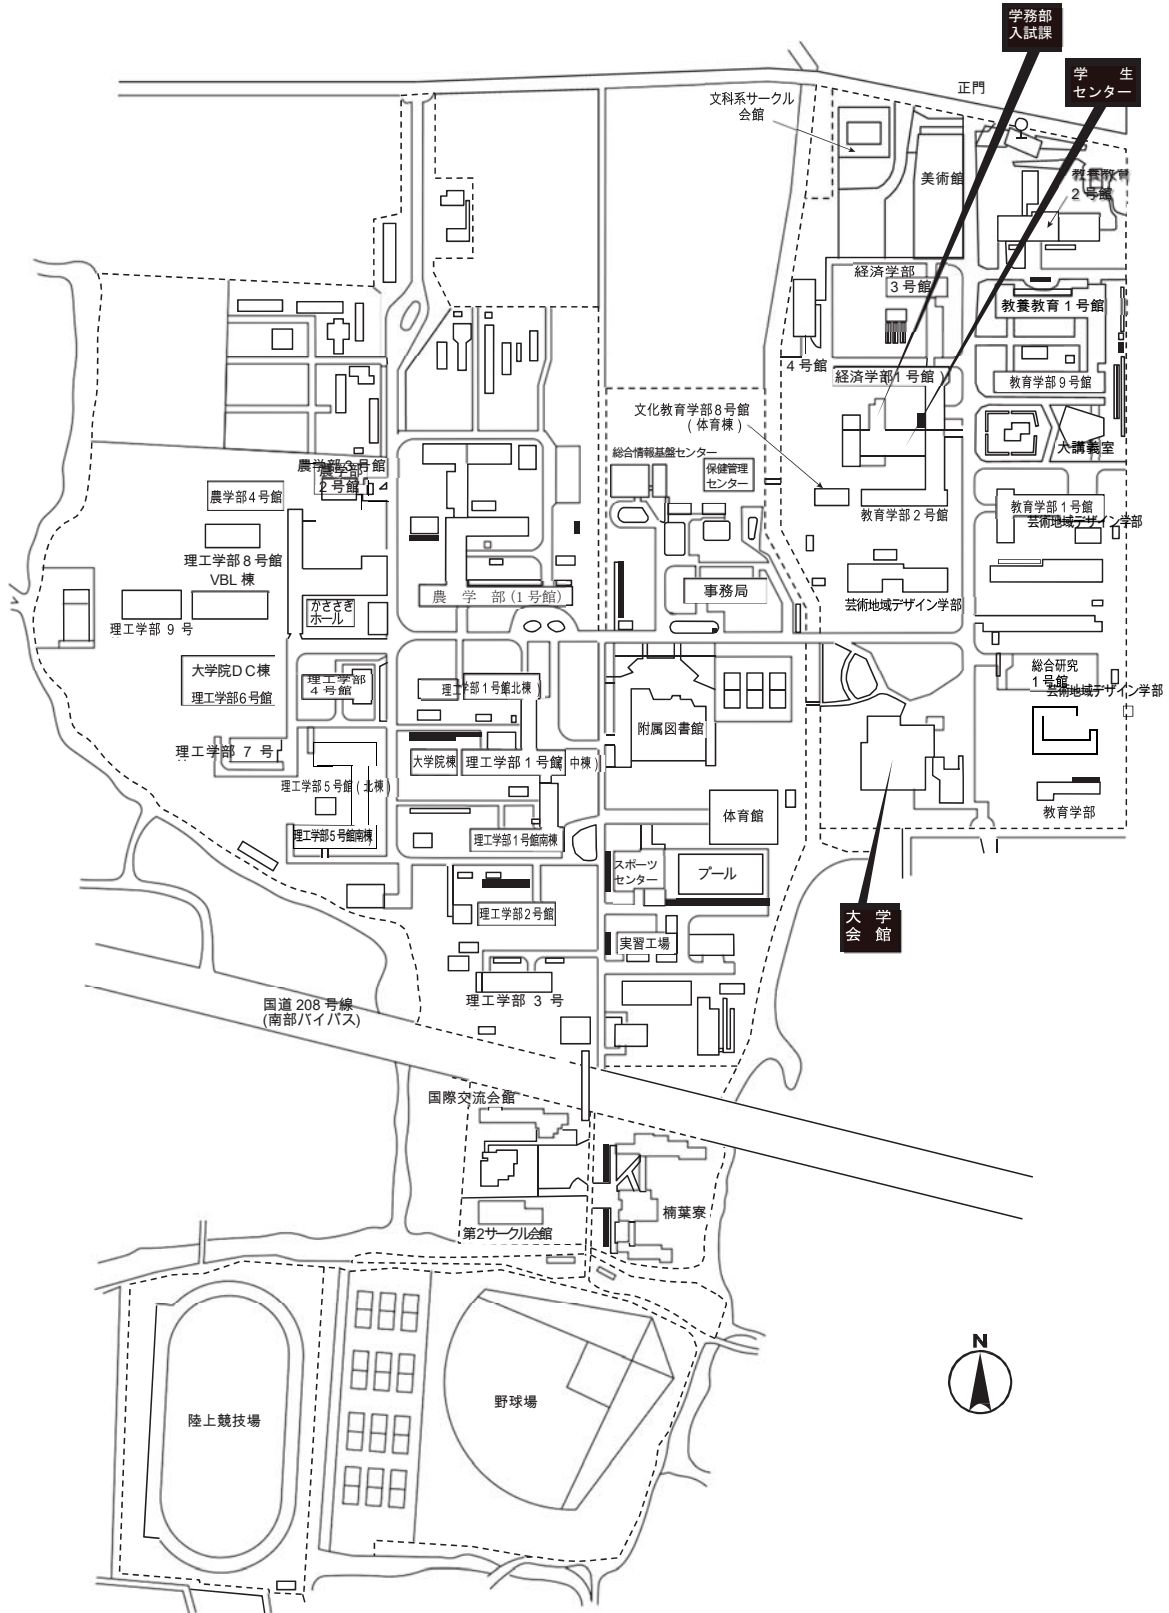 学務部
入試課
学 生
センター
正門
文科系サークル
会館
美術館
教養教育
2 号館
経済学部
3 号館
教養教育 1 号館
4 号館
経済学部 1 号館 )
教育学部 9 号館
文化教育学部 8 号館
( 体育棟 )
大講義室
総合情報基盤センター
保健管理
センター
農学部 3 号館
農学部
2 号館
農学部 4 号館
教育学部 2 号館
教育学部 1 号館
芸術地域デザイン学部
理工学部 8 号館
VBL 棟
農 学 部 (1 号館)
事務局
芸術地域デザイン学部
かささぎ
ホール
理工学部 9 号
大学院DC棟
理工学部6号館
理工学部
4 号館
理工学部 1 号館北棟 )
総合研究
1 号館
芸術地域デザイン学部
附属図書館
理工学部 7 号
大学院棟
理工学部 1 号館( 中棟 )
理工学部 5 号館 ( 北棟 )
体育館
教育学部
理工学部5号館南棟
理工学部 1 号館南棟
スポーツ
センター
プール
理工学部2号館
大 学
会 館
実習工場
理工学部 3 号
国道 208 号線
(南部バイパス)
国際交流会館
楠葉寮
第2サークル会館
N
野球場
陸上競技場